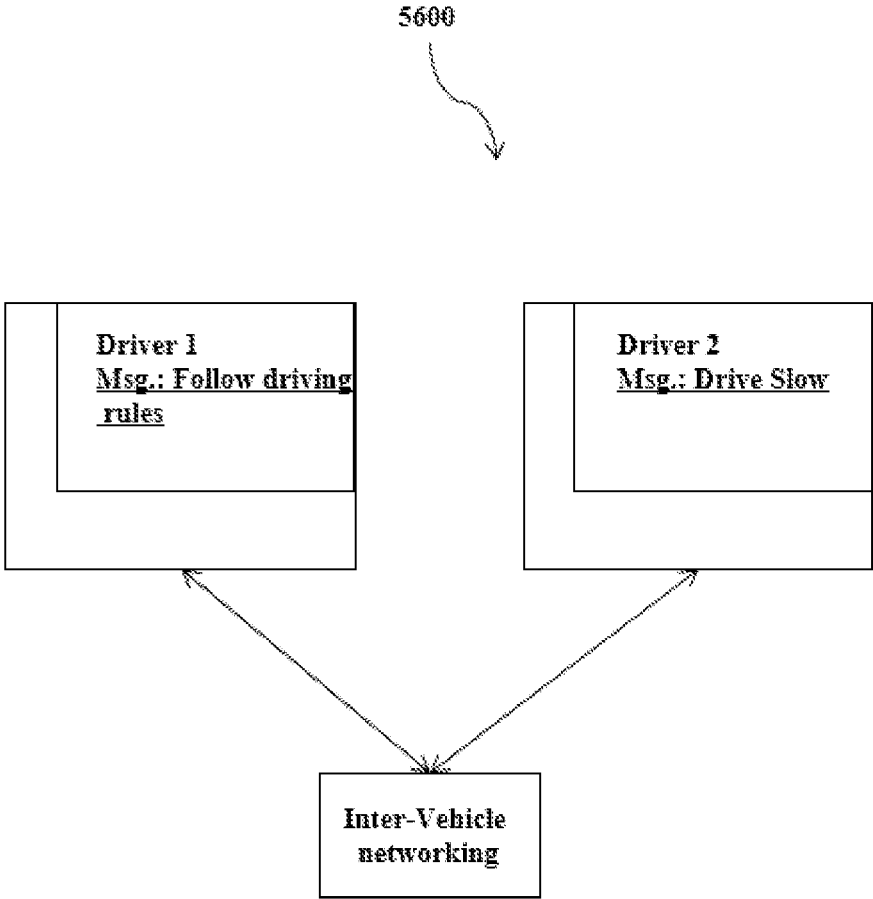 5600
Driver 1
Msg.: Follow driving
rules
Driver 2
Msg.: Drive Slow
Inter-Vehicle
networking